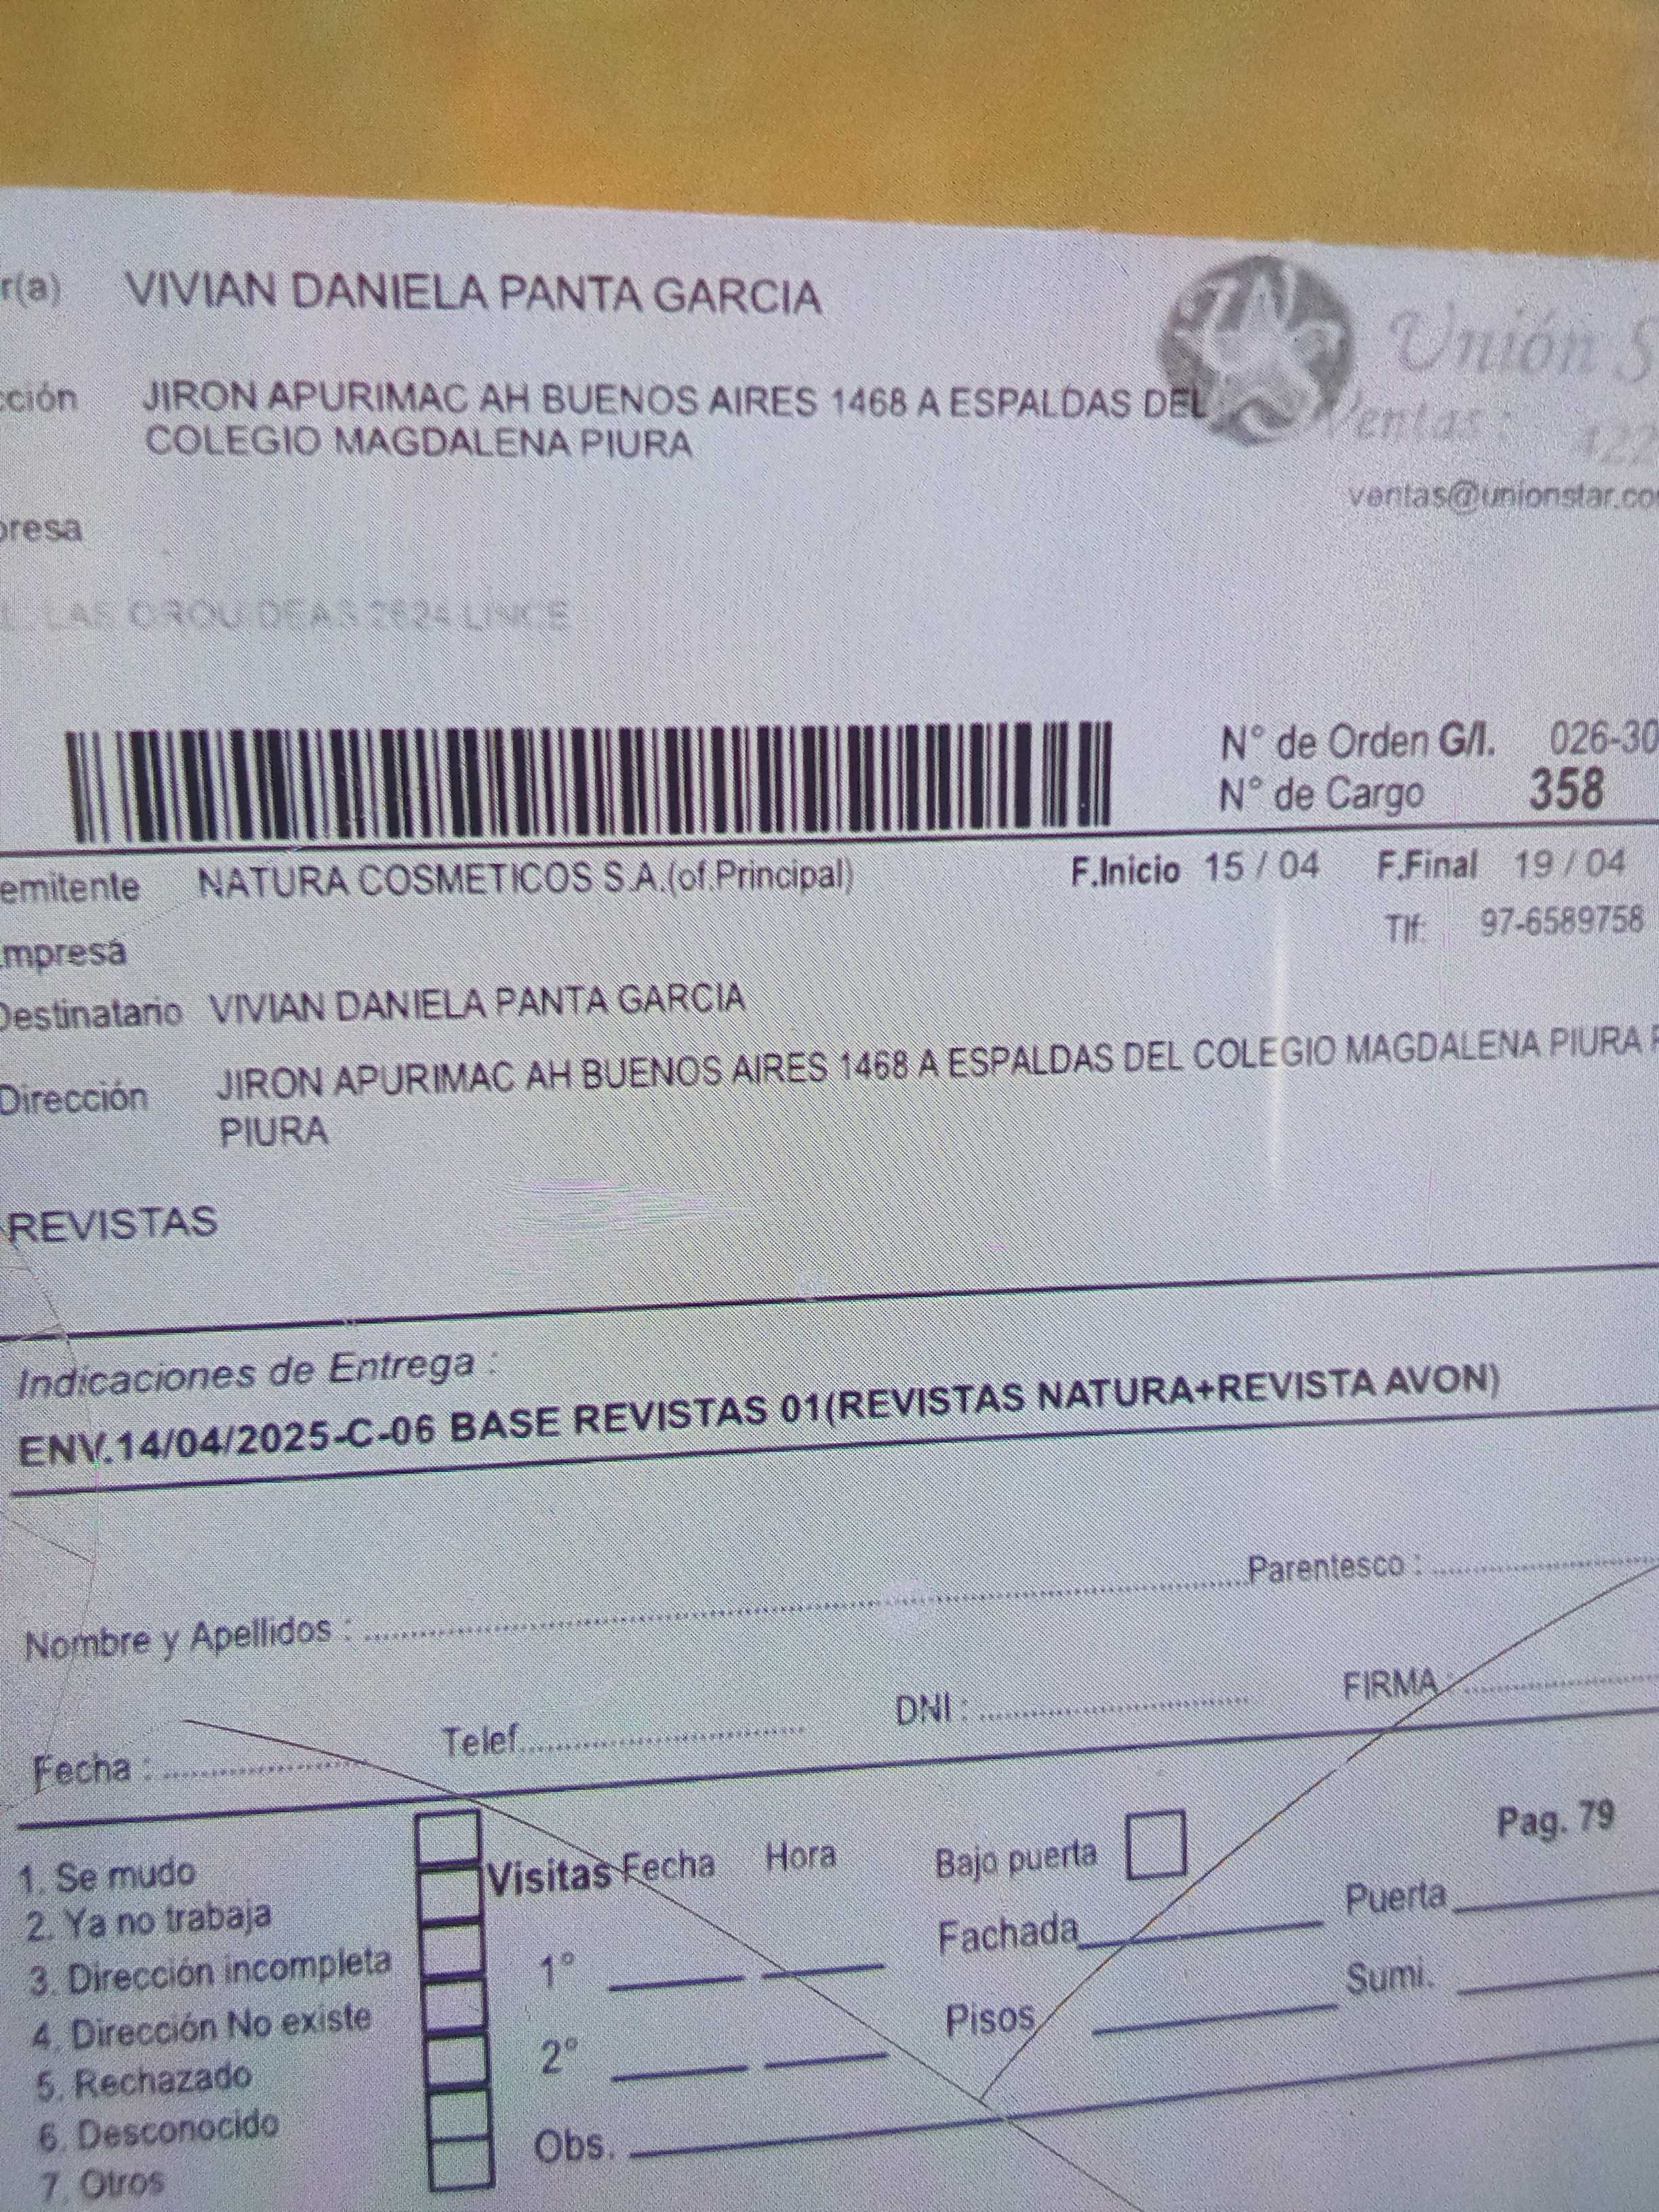 r(a) VIVIAN DANIELA PANTA GARCIA
Unión S
cción JIRON APURIMAC AH BUENOS AIRES 1468 A ESPALDAS DEL
COLEGIO MAGDALENA PIURA
Ventas: 422
ventas@unionstar.co
presa
LAS ORQUIDEAS 2624 LINCE
N° de Orden G/I. 026-30
N° de Cargo 358
emitente NATURA COSMETICOS S.A.(of.Principal) F.Inicio 15 / 04 F.Final 19 / 04
Tlf: 97-6589758
mpresa
Destinatario VIVIAN DANIELA PANTA GARCIA
Dirección JIRON APURIMAC AH BUENOS AIRES 1468 A ESPALDAS DEL COLEGIO MAGDALENA PIURA P
PIURA
REVISTAS
Indicaciones de Entrega :
ENV.14/04/2025-C-06 BASE REVISTAS 01(REVISTAS NATURA+REVISTA AVON)
Nombre y Apellidos : Parentesco :
Fecha : Telef. DNI : FIRMA :
1. Se mudo
2. Ya no trabaja
3. Dirección incompleta
4. Dirección No existe
5. Rechazado
6. Desconocido
7. Otros
Visitas Fecha Hora
1°
2°
Obs.
Bajo puerta
Pag. 79
Fachada Puerta
Pisos Sumi.